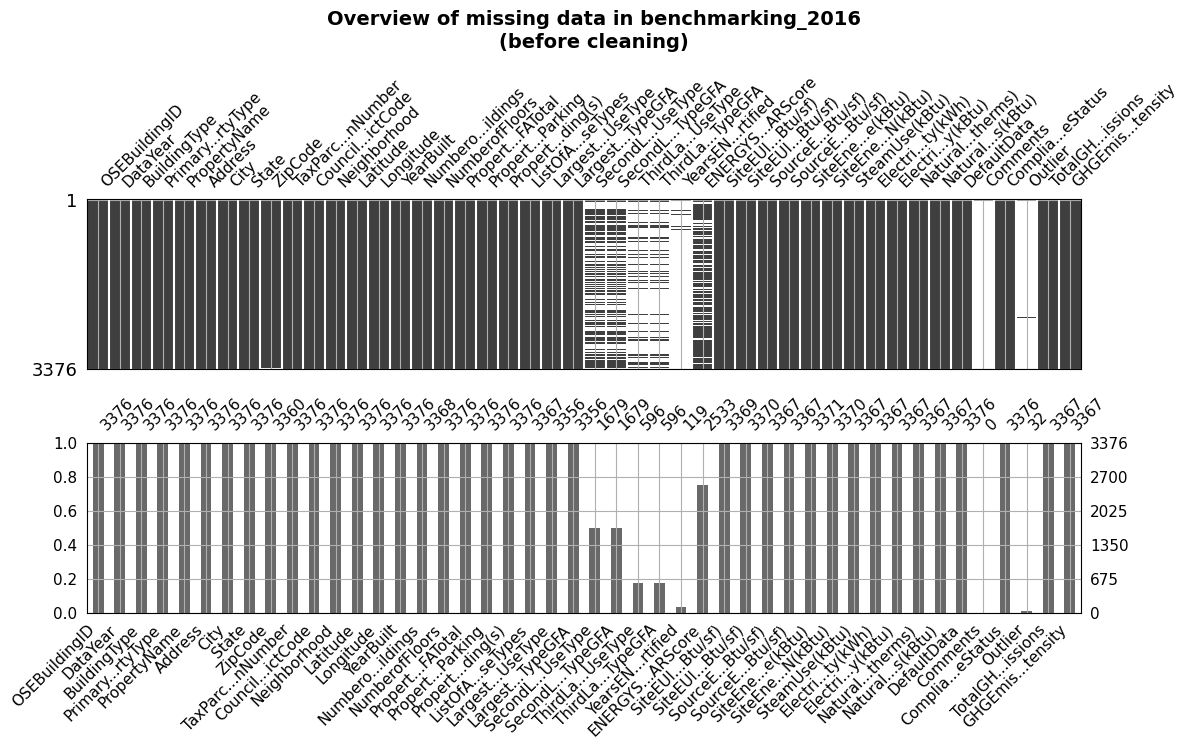 Overview of missing data in benchmarking_2016
(before cleaning)
OSEBuildingID
DataYear
BuildingType
Primary...rtyType
PropertyName
Address
City
State
ZipCode
TaxParc...nNumber
Council...ictCode
Neighborhood
Latitude
Longitude
YearBuilt
Numbero...ildings
NumberofFloors
Propert...FATotal
Propert... Parking
Propert...ding(s)
ListOfA...seTypes
Largest...UseType
Largest...TypeGFA
SecondL...UseType
SecondL...TypeGFA
ThirdLa...UseType
ThirdLa...TypeGFA
YearsEN...rtified
ENERGYS...ARScore
SiteEUI...Btu/sf)
SiteEUI...Btu/sf)
SourceE...Btu/sf)
SourceE...Btu/sf)
SiteEne...e(kBtu)
SiteEne...N(kBtu)
SteamUse(kBtu)
Electri...ty(kWh)
Electri...y(kBtu)
Natural...therms)
Natural...s(kBtu)
DefaultData
Comments
Complia...eStatus
Outlier
TotalGH...issions
GHGEmis...tensity
1
3376
3376
3376
3376
3376
3376
3376
3376
3376
3360
3376
3376
3376
3376
3376
3376
3368
3376
3376
3376
3376
3367
3356
3356
1679
1679
596
596
119
2533
3369
3370
3367
3367
3371
3370
3367
3367
3367
3367
3367
3376
0
3376
32
3367
3367
1.0
0.8
0.6
0.4
0.2
0.0
3376
2700
2025
1350
675
0
OSEBuildingID
DataYear
BuildingType
Primary...rtyType
PropertyName
Address
City
State
ZipCode
TaxParc...nNumber
Council...ictCode
Neighborhood
Latitude
Longitude
YearBuilt
Numbero...ildings
NumberofFloors
Propert...FATotal
Propert... Parking
Propert...ding(s)
ListOfA...seTypes
Largest...UseType
Largest...TypeGFA
SecondL...UseType
SecondL...TypeGFA
ThirdLa...UseType
ThirdLa...TypeGFA
YearsEN...rtified
ENERGYS...ARScore
SiteEUI...Btu/sf)
SiteEUI...Btu/sf)
SourceE...Btu/sf)
SourceE...Btu/sf)
SiteEne...e(kBtu)
SiteEne...N(kBtu)
SteamUse(kBtu)
Electri...ty(kWh)
Electri...y(kBtu)
Natural...therms)
Natural...s(kBtu)
DefaultData
Comments
Complia...eStatus
Outlier
TotalGH...issions
GHGEmis...tensity